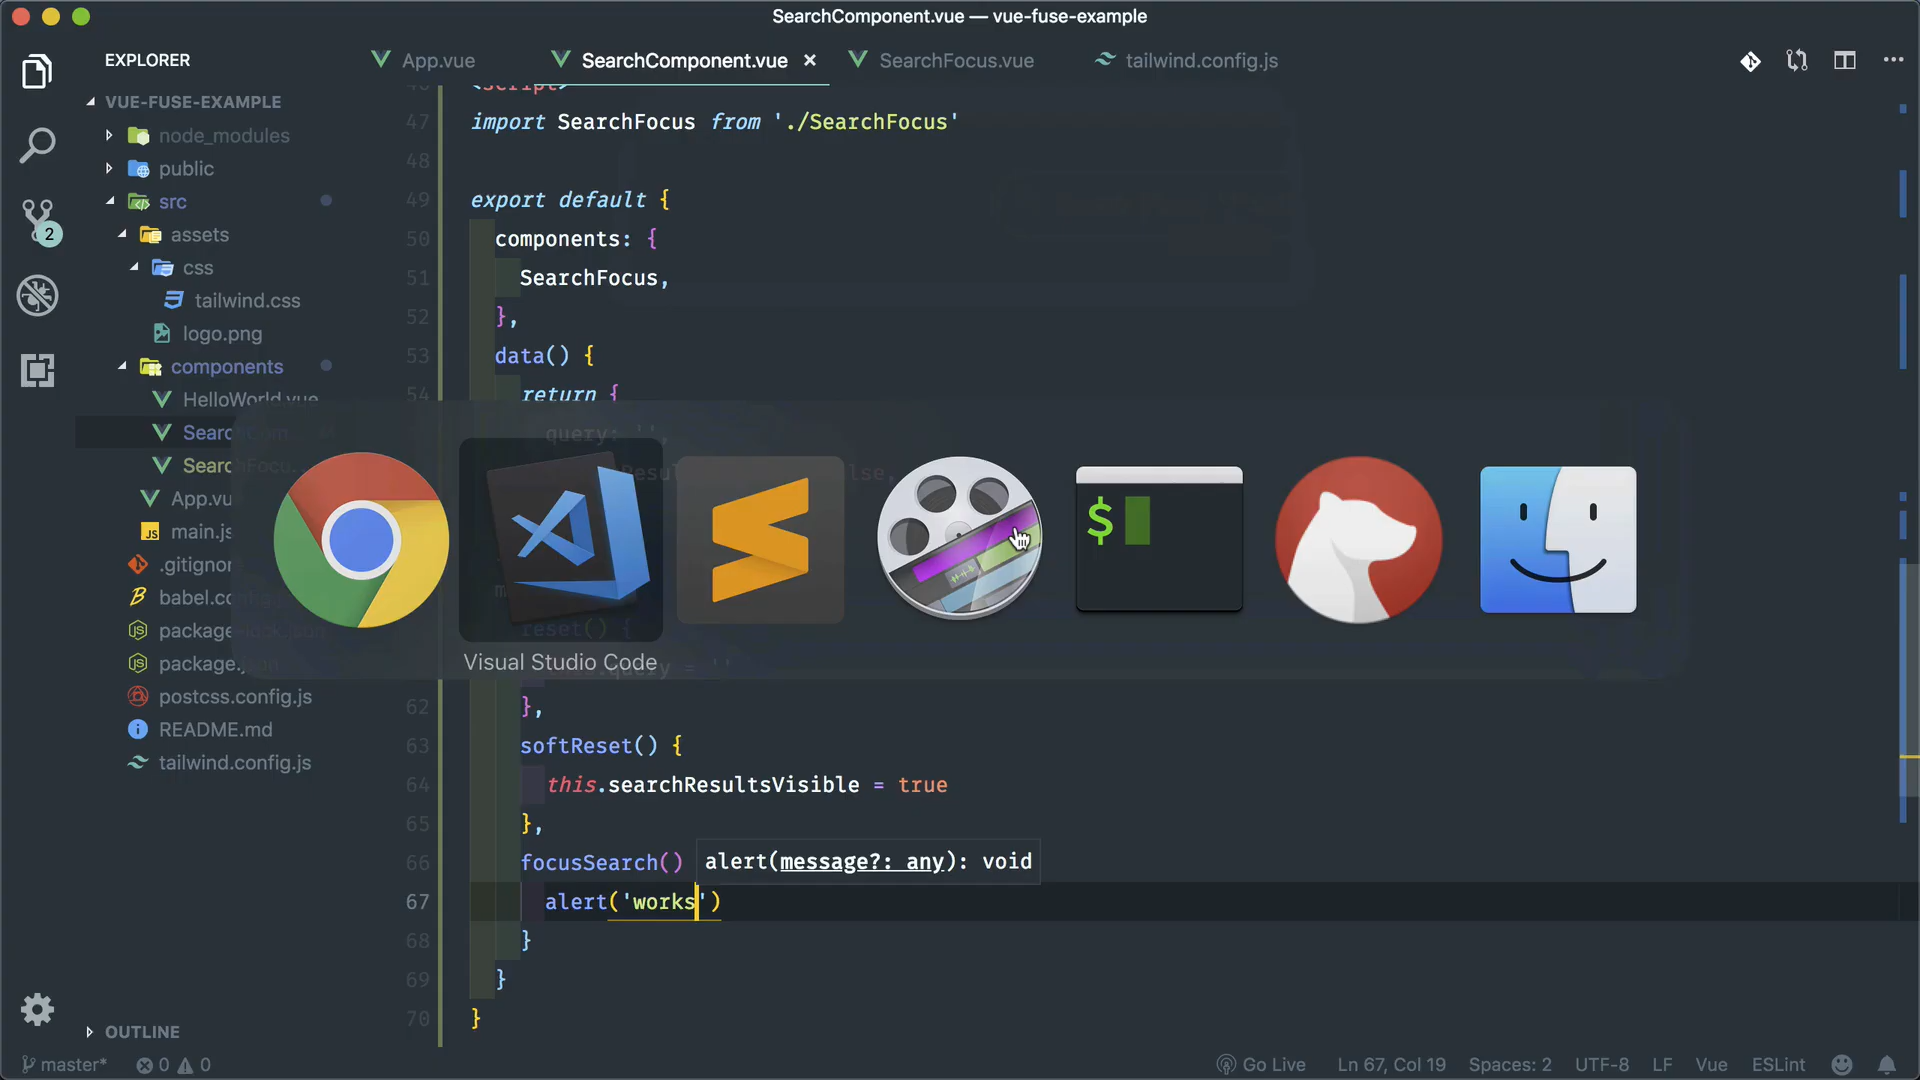 SearchComponent.vue — vue-fuse-example
EXPLORER
App.vue
SearchComponent.vue
SearchFocus.vue
tailwind.config.js
VUE-FUSE-EXAMPLE
node_modules
public
src
assets
css
tailwind.css
logo.png
components
HelloWorld.vue
App.vu
main.js
.gitignor
postcss.config.js
README.md
tailwind.config.js
OUTLINE
2
47 import SearchFocus from './SearchFocus'
48
49 export default {
50 components: {
51 SearchFocus,
52 },
53 data() {
54 return {
query: '',
reset() {
62 },
63 softReset() {
64 this.searchResultsVisible = true
65 },
66 focusSearch()
alert(message?: any): void
67 alert('works')
68 }
69 }
70 }
$
Visual Studio Code
master*
0
0
Go Live
Ln 67, Col 19
Spaces: 2
UTF-8
LF
Vue
ESLint